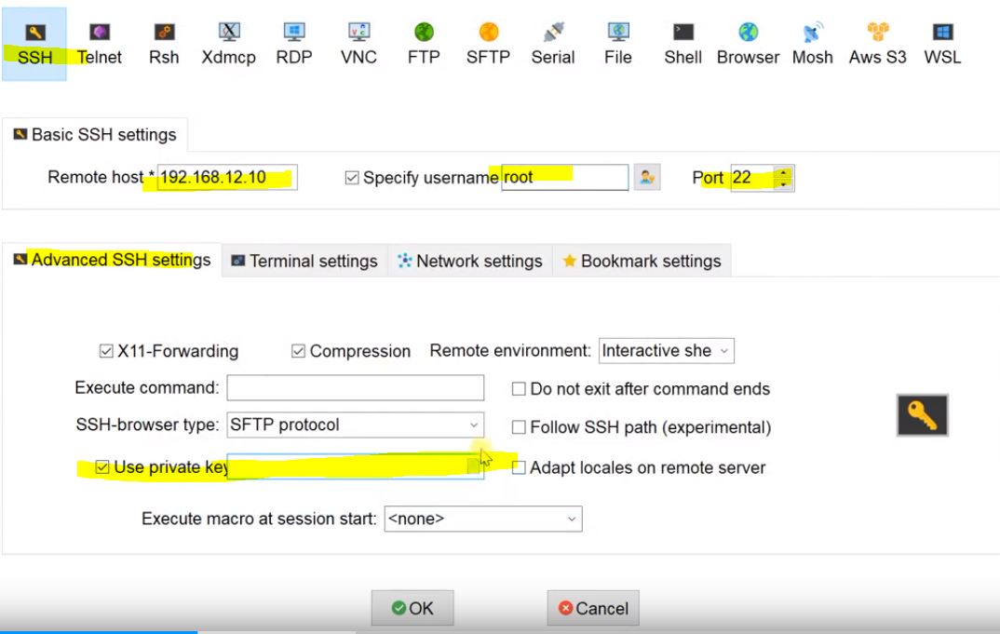 SSH Telnet Rsh Xdmcp RDP VNC FTP SFTP Serial File Shell Browser Mosh Aws S3 WSL
Basic SSH settings
Remote host * 192.168.12.10 Specify username root Port 22
Advanced SSH settings Terminal settings Network settings Bookmark settings
X11-Forwarding Compression Remote environment: Interactive she
Execute command: Do not exit after command ends
SSH-browser type: SFTP protocol Follow SSH path (experimental)
Use private key Adapt locales on remote server
Execute macro at session start: <none>
OK Cancel